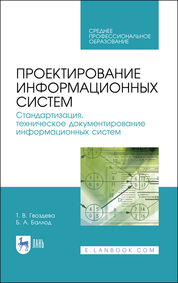 СРЕДНЕЕ
ПРОФЕССИОНАЛЬНОЕ
ОБРАЗОВАНИЕ
ПРОЕКТИРОВАНИЕ
ИНФОРМАЦИОННЫХ
СИСТЕМ
Стандартизация,
техническое документирование
информационных систем
Т. В. Гвоздева
Б. А. Баллод
ЛАНЬ
E.LANBOOK.COM